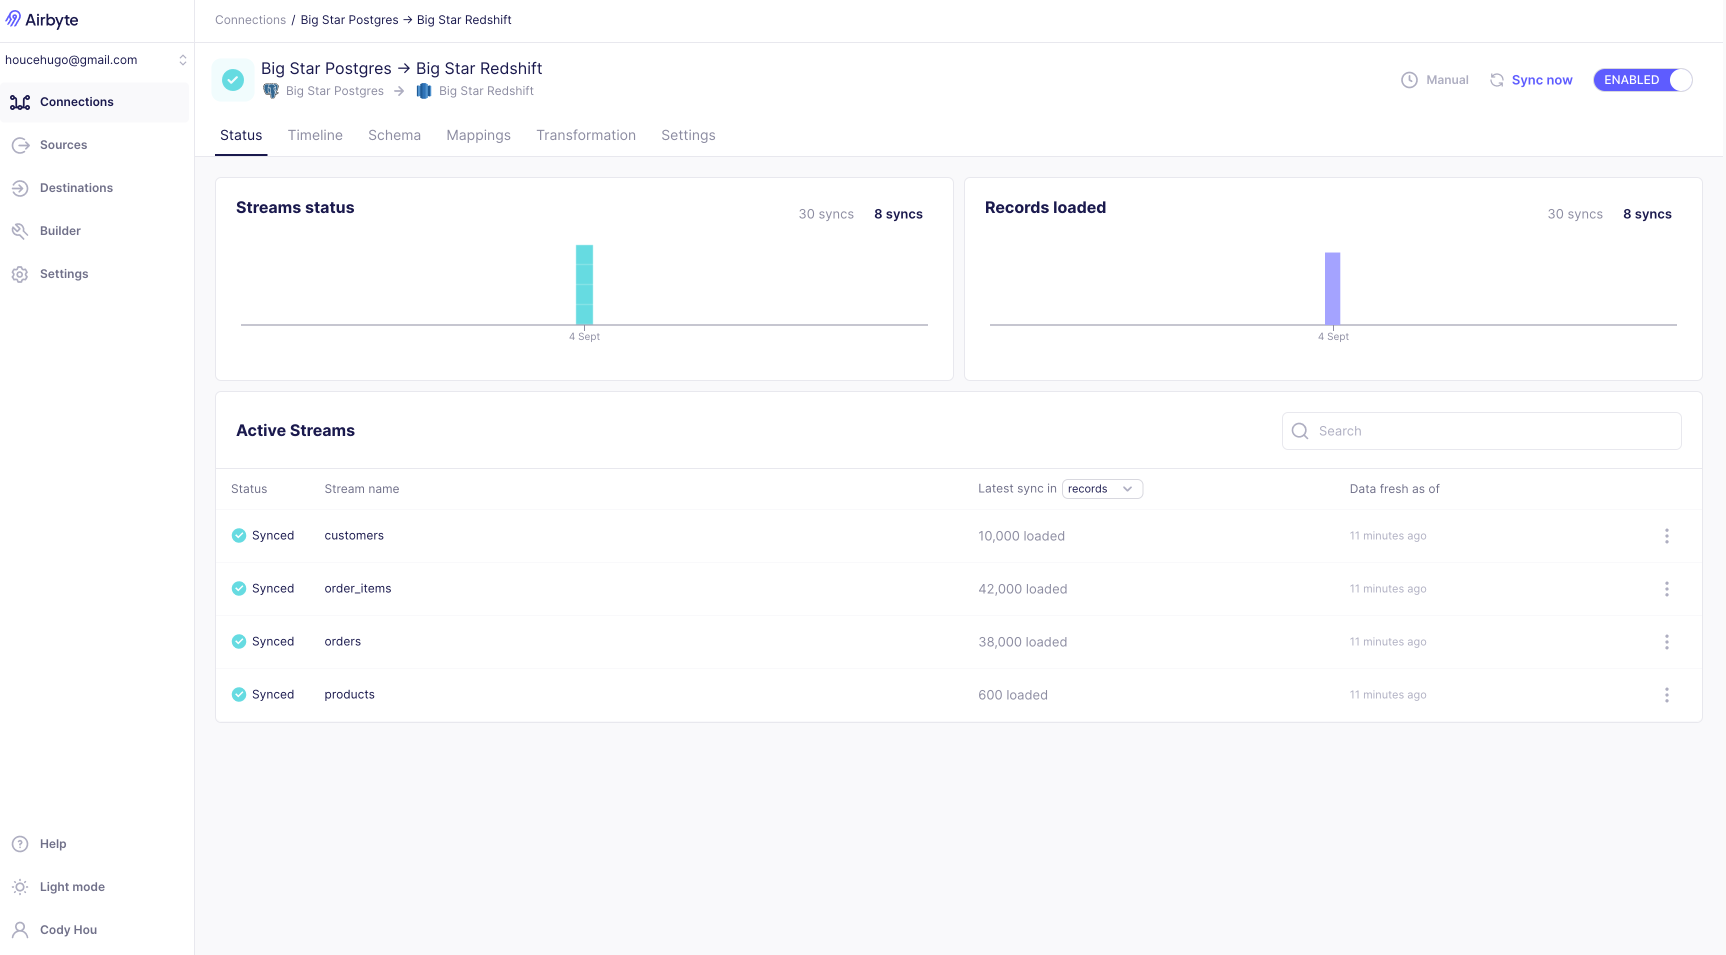 Airbyte
Connections / Big Star Postgres → Big Star Redshift
houcehugo@gmail.com
Connections
Sources
Destinations
Builder
Settings
Help
Light mode
Cody Hou
Big Star Postgres → Big Star Redshift
Big Star Postgres → Big Star Redshift
Manual Sync now ENABLED
Status Timeline Schema Mappings Transformation Settings
Streams status 30 syncs 8 syncs
4 Sept
Records loaded 30 syncs 8 syncs
4 Sept
Active Streams Search
Status Stream name Latest sync in records Data fresh as of
Synced customers 10,000 loaded 11 minutes ago
Synced order_items 42,000 loaded 11 minutes ago
Synced orders 38,000 loaded 11 minutes ago
Synced products 600 loaded 11 minutes ago